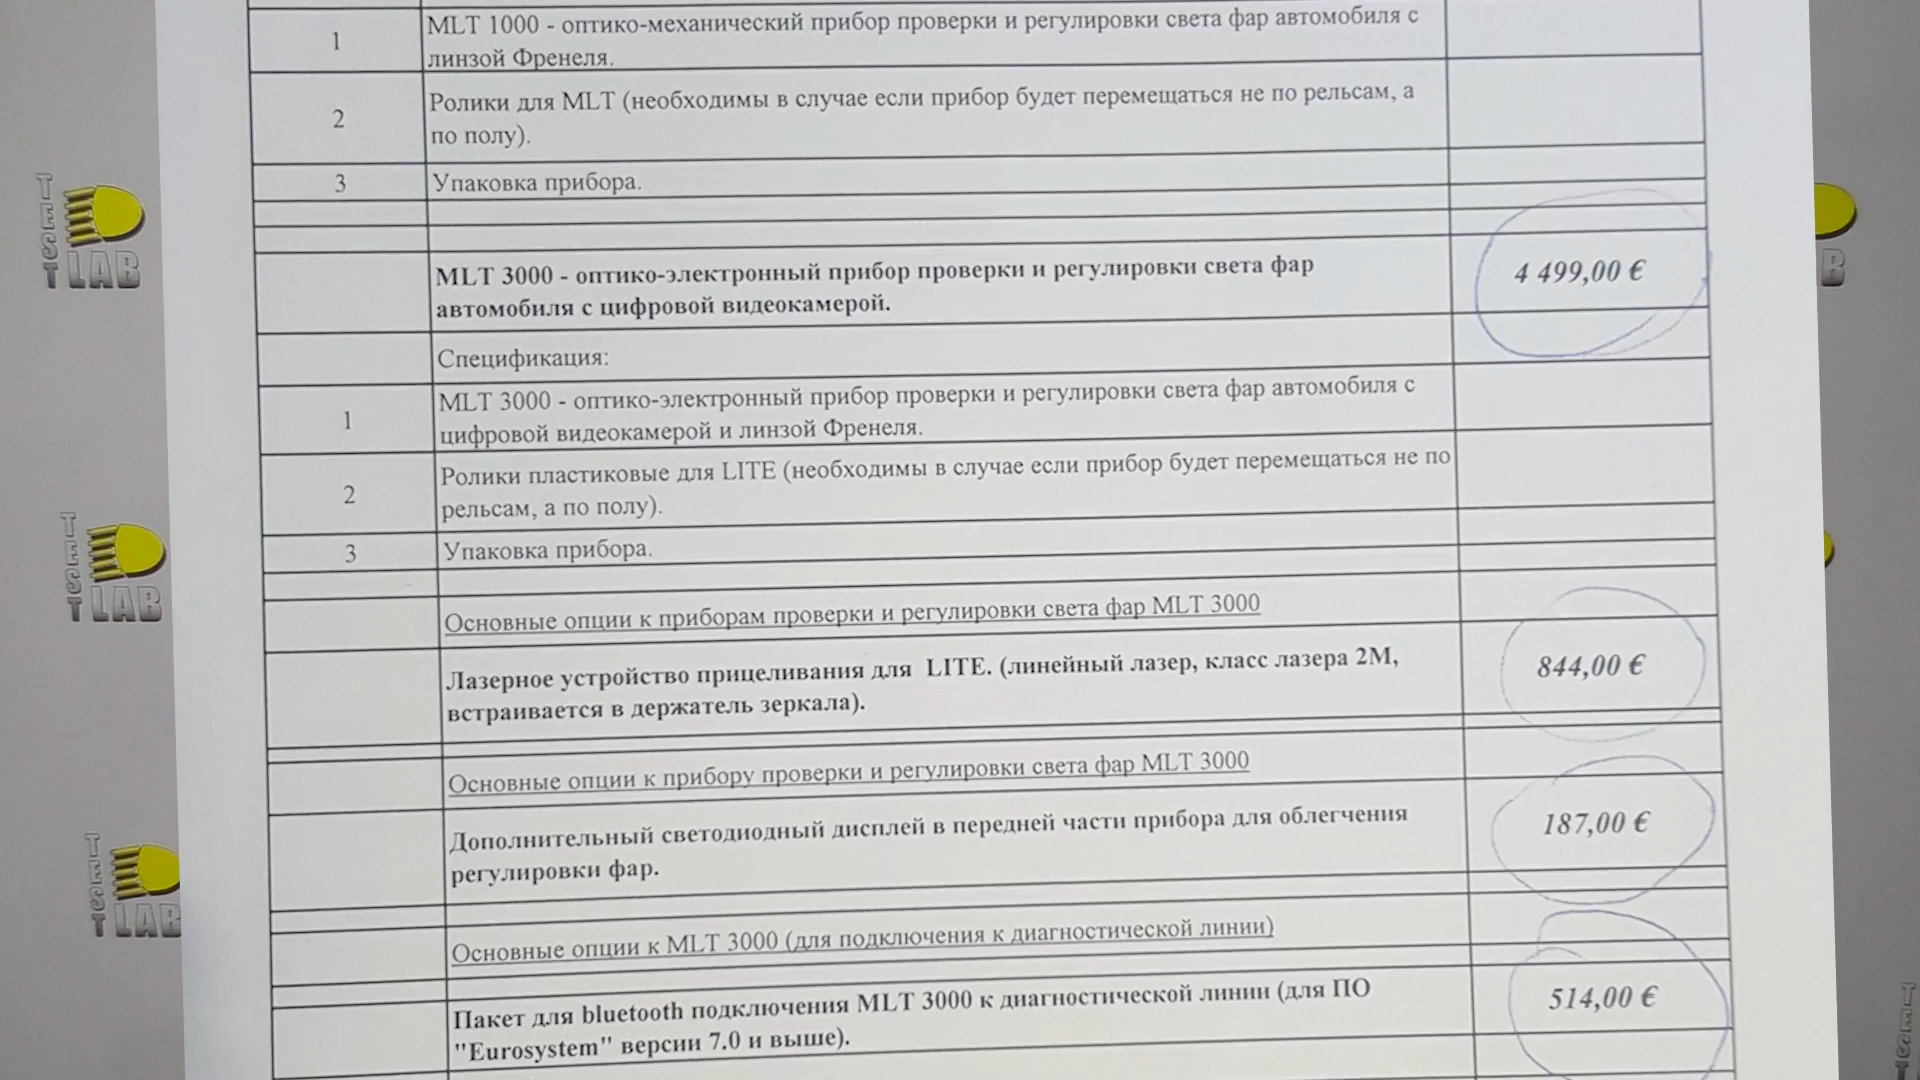 1
MLT 1000 - оптико-механический прибор проверки и регулировки света фар автомобиля с
линзой Френеля.
2
Ролики для MLT (необходимы в случае если прибор будет перемещаться не по рельсам, а
по полу).
3
Упаковка прибора.
MLT 3000 - оптико-электронный прибор проверки и регулировки света фар
автомобиля с цифровой видеокамерой.
4 499,00 €
Спецификация:
1
MLT 3000 - оптико-электронный прибор проверки и регулировки света фар автомобиля с
цифровой видеокамерой и линзой Френеля.
2
Ролики пластиковые для LITE (необходимы в случае если прибор будет перемещаться не по
рельсам, а по полу).
3
Упаковка прибора.
Основные опции к приборам проверки и регулировки света фар MLT 3000
Лазерное устройство прицеливания для LITE. (линейный лазер, класс лазера 2М,
встраивается в держатель зеркала).
844,00 €
Основные опции к прибору проверки и регулировки света фар MLT 3000
Дополнительный светодиодный дисплей в передней части прибора для облегчения
регулировки фар.
187,00 €
Основные опции к MLT 3000 (для подключения к диагностической линии)
Пакет для bluetooth подключения MLT 3000 к диагностической линии (для ПО
"Eurosystem" версии 7.0 и выше).
514,00 €
TEST
LAB
TEST
LAB
TEST
LAB